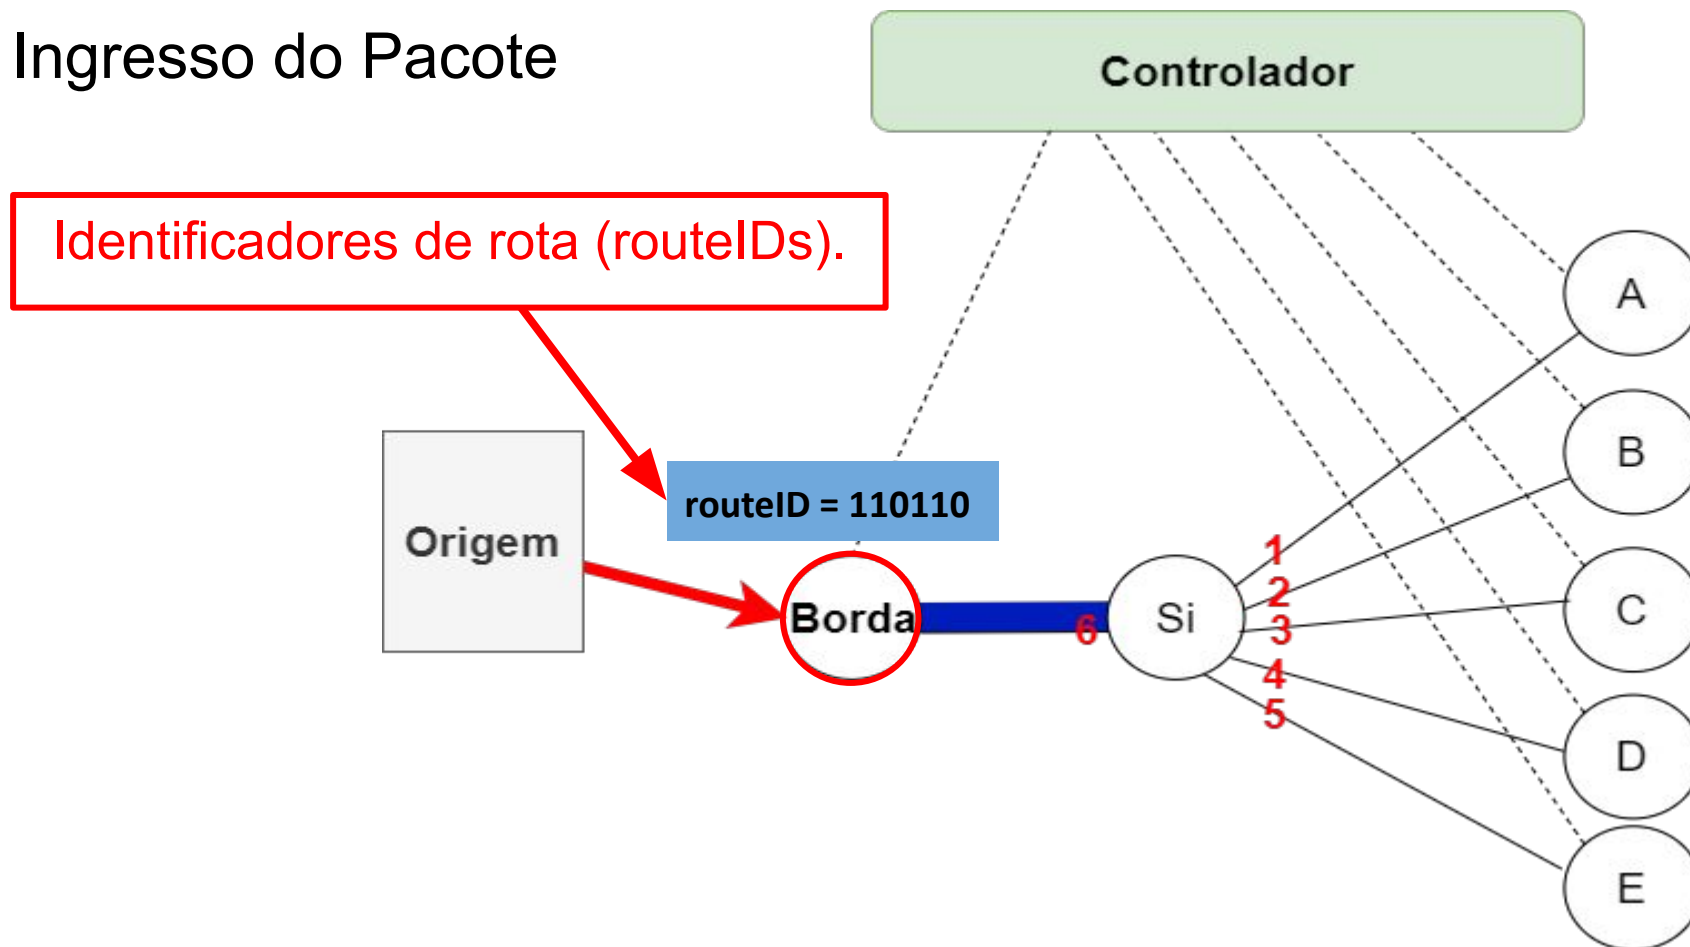 Ingresso do Pacote
Controlador
Identificadores de rota (routeIDs).
routeID = 110110
Origem
Borda
6
Si
1
2
3
4
5
A
B
C
D
E